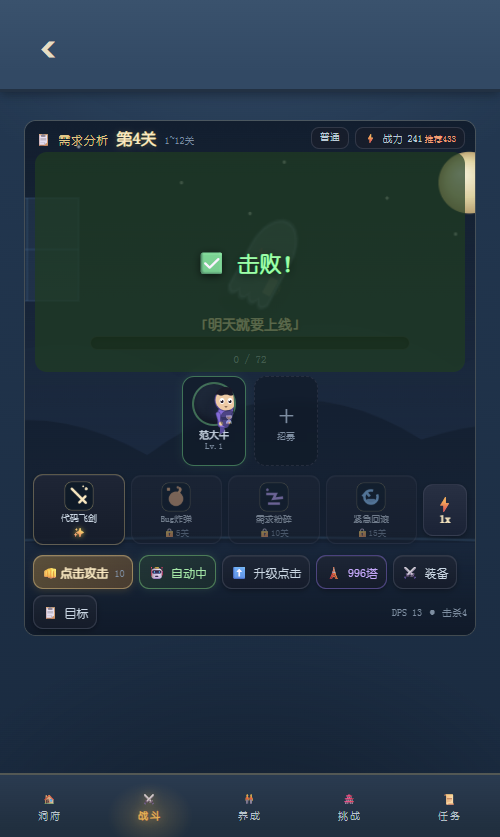 需求分析 第4关 1~12关 普通 战力 241 推荐433
击败!
「明天就要上线」
0 / 72
范大牛
Lv.1
招募
代码飞剑 Bug炸弹 需求粉碎 紧急回滚
5关 10关 15关
1x
点击攻击 10 自动中 升级点击 996塔 装备
目标 DPS 13 ● 击杀4
洞府 战斗 养成 挑战 任务